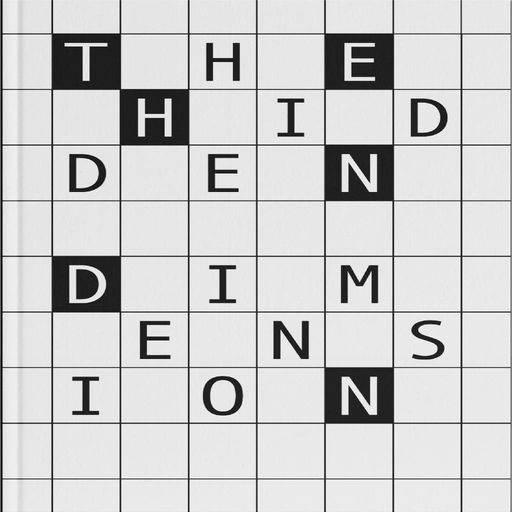 T H E
H I D
D E N
D I M
E N S
I O N